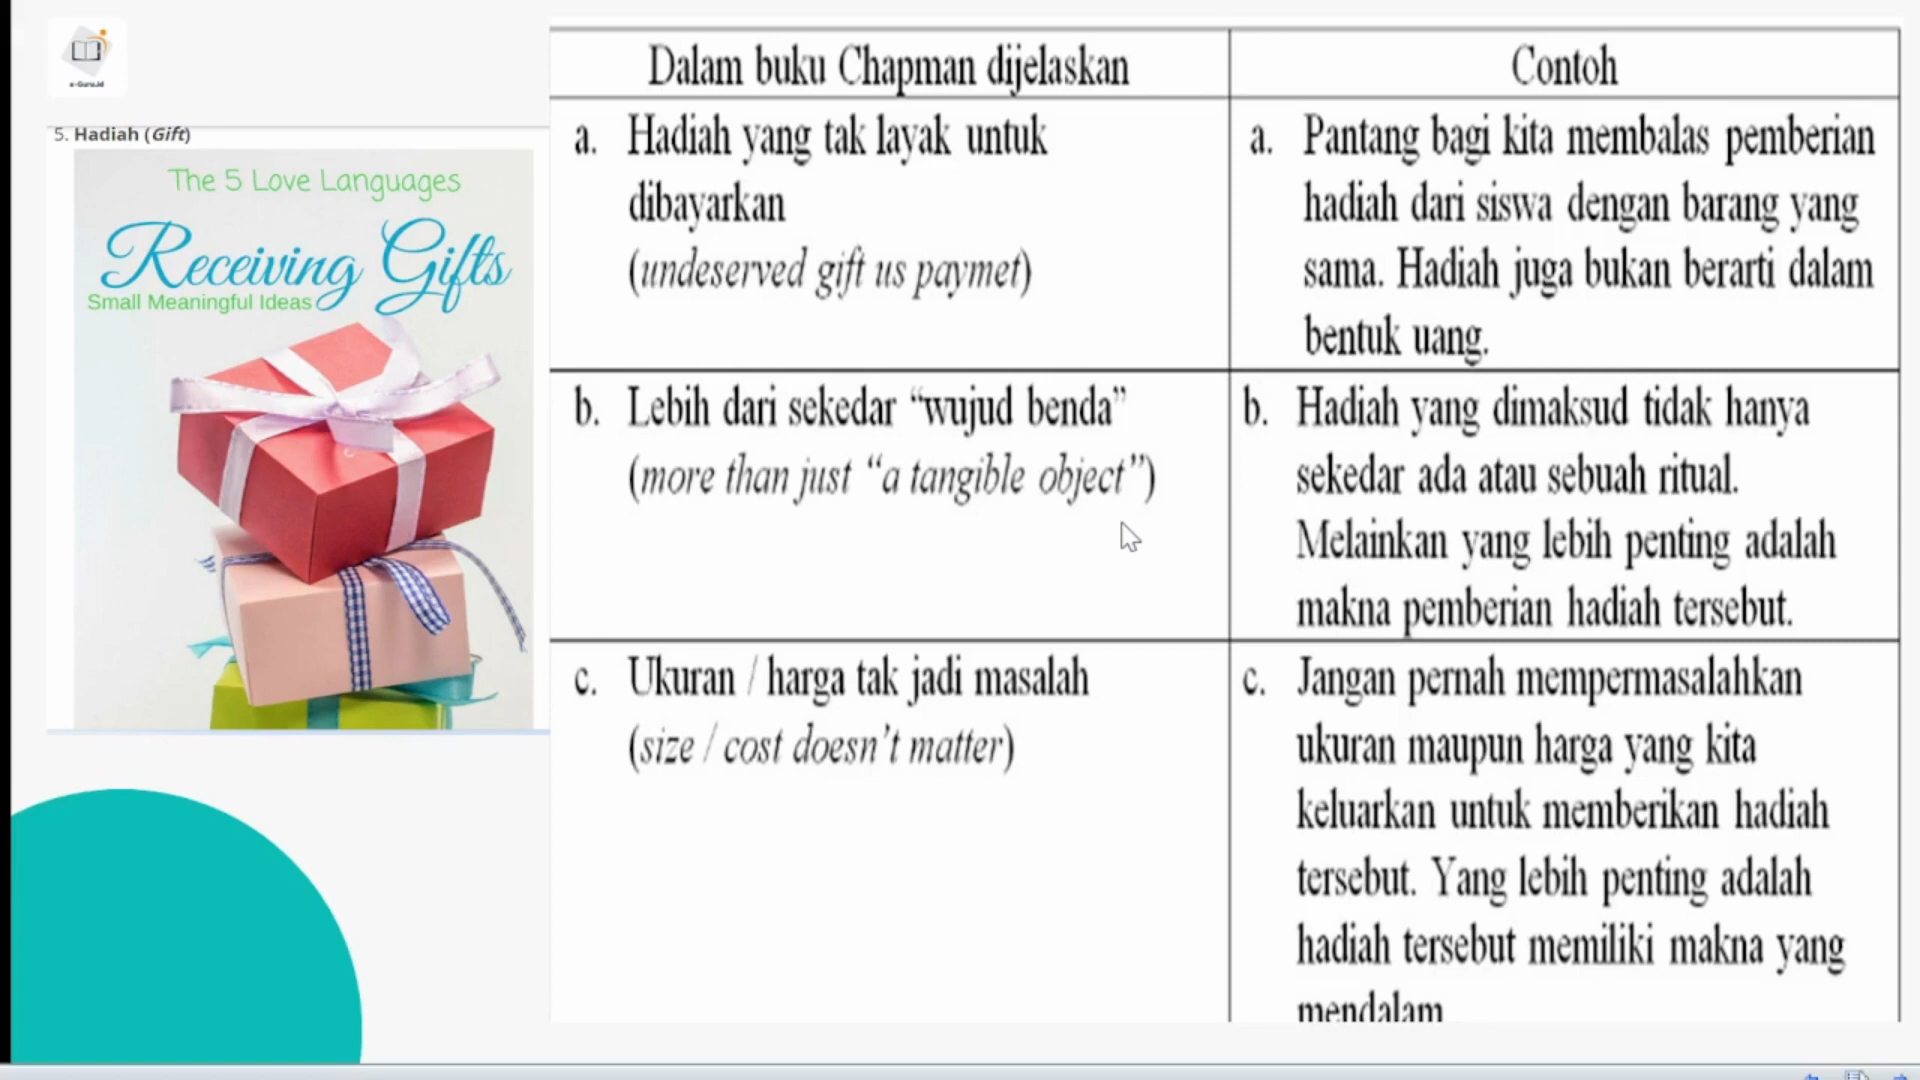 e-Guru.id
5. Hadiah (Gift)
The 5 Love Languages
Receiving Gifts
Small Meaningful Ideas
Dalam buku Chapman dijelaskan
Contoh
a. Hadiah yang tak layak untuk
dibayarkan
(undeserved gift us paymet)
a. Pantang bagi kita membalas pemberian
hadiah dari siswa dengan barang yang
sama. Hadiah juga bukan berarti dalam
bentuk uang.
b. Lebih dari sekedar “wujud benda”
(more than just “a tangible object”)
b. Hadiah yang dimaksud tidak hanya
sekedar ada atau sebuah ritual.
Melainkan yang lebih penting adalah
makna pemberian hadiah tersebut.
c. Ukuran / harga tak jadi masalah
(size / cost doesn’t matter)
c. Jangan pernah mempermasalahkan
ukuran maupun harga yang kita
keluarkan untuk memberikan hadiah
tersebut. Yang lebih penting adalah
hadiah tersebut memiliki makna yang
mendalam